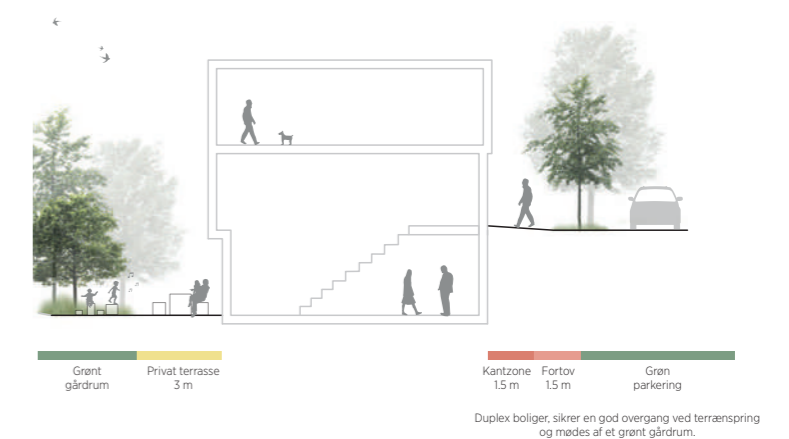 Grønt
gårdrum
Privat terrasse
3 m
Kantzone
1.5 m
Fortov
1.5 m
Grøn
parkering
Duplex boliger, sikrer en god overgang ved terrænspring
og mødes af et grønt gårdrum.